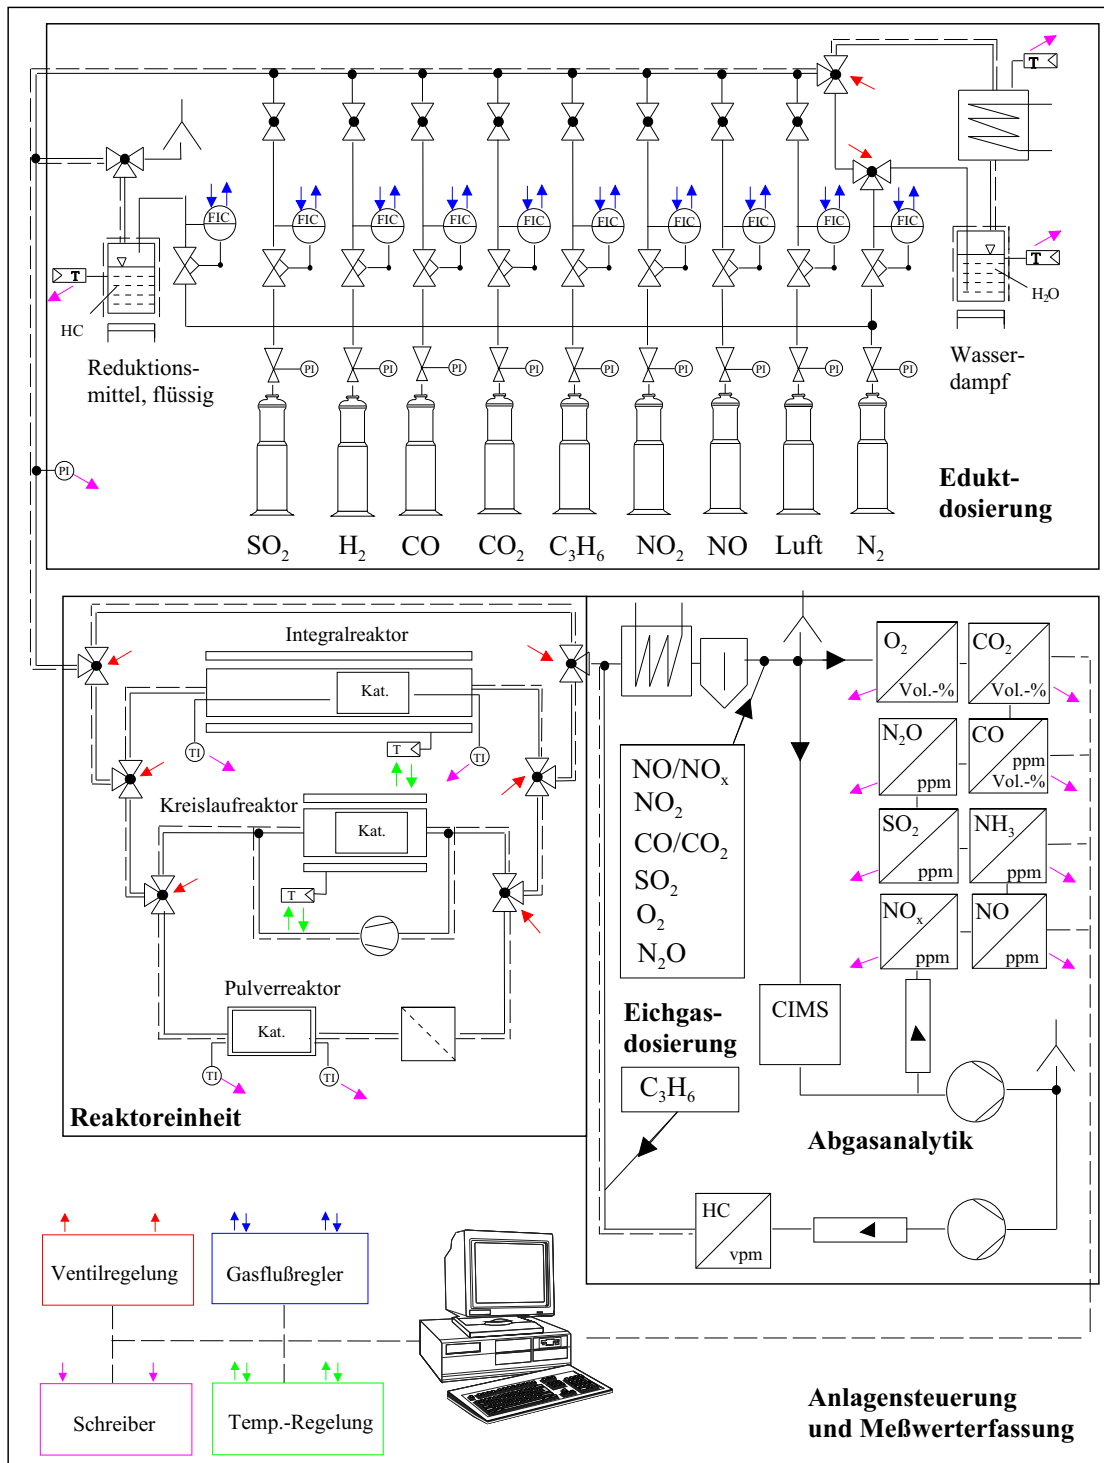 T
FIC FIC FIC FIC FIC FIC FIC FIC FIC FIC
T
T
HC
H₂O
Reduktions-
mittel, flüssig
Wasser-
dampf
PI PI PI PI PI PI PI PI PI
PI
Edukt-
dosierung
SO₂ H₂ CO CO₂ C₃H₆ NO₂ NO Luft N₂
Integralreaktor
Kat.
TI
TI
T
Kreislaufreaktor
Kat.
T
Pulverreaktor
Kat.
TI
TI
Reaktoreinheit
O₂
Vol.-%
CO₂
Vol.-%
N₂O
ppm
CO
ppm
Vol.-%
SO₂
ppm
NH₃
ppm
NOₓ
ppm
NO
ppm
NO/NOₓ
NO₂
CO/CO₂
SO₂
O₂
N₂O
CIMS
Eichgas-
dosierung
C₃H₆
Abgasanalytik
HC
vpm
Ventilregelung
Gasflußregler
Schreiber
Temp.-Regelung
Anlagensteuerung
und Meßwerterfassung